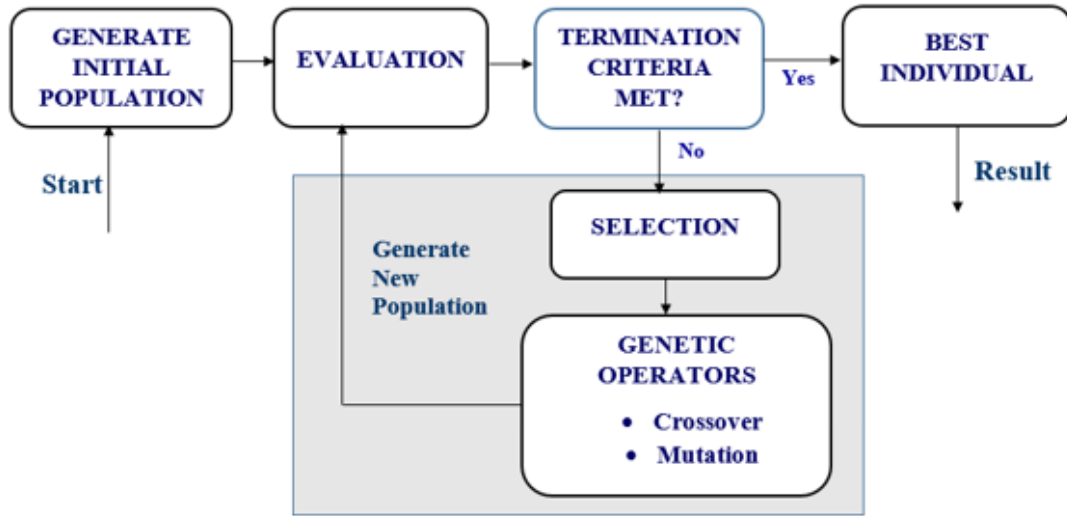 GENERATE
INITIAL
POPULATION
EVALUATION
TERMINATION
CRITERIA
MET?
Yes
BEST
INDIVIDUAL
Start
No
Result
SELECTION
Generate
New
Population
GENETIC
OPERATORS
• Crossover
• Mutation